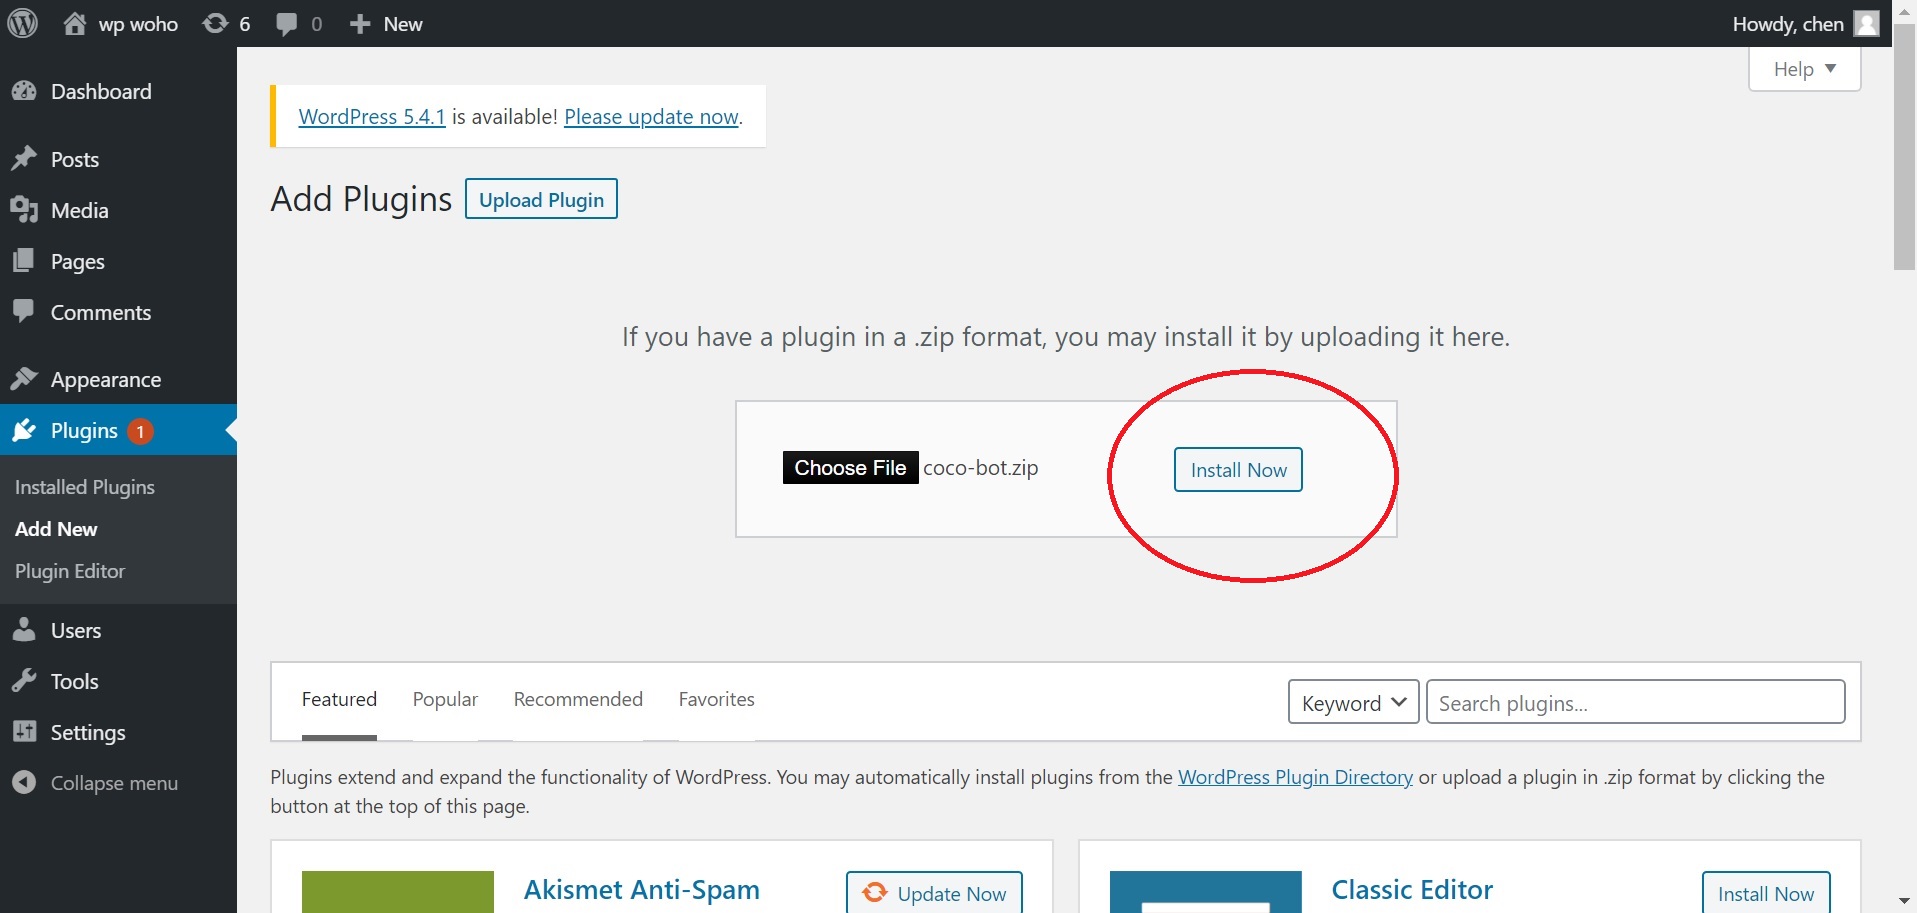 wp woho 6 0 New Howdy, chen
Help
Dashboard
Posts
Media
Pages
Comments
Appearance
Plugins 1
Installed Plugins
Add New
Plugin Editor
Users
Tools
Settings
Collapse menu
WordPress 5.4.1 is available! Please update now.
Add Plugins Upload Plugin
If you have a plugin in a .zip format, you may install it by uploading it here.
Choose File coco-bot.zip Install Now
Featured Popular Recommended Favorites Keyword Search plugins...
Plugins extend and expand the functionality of WordPress. You may automatically install plugins from the WordPress Plugin Directory or upload a plugin in .zip format by clicking the
button at the top of this page.
Akismet Anti-Spam Update Now
Classic Editor Install Now